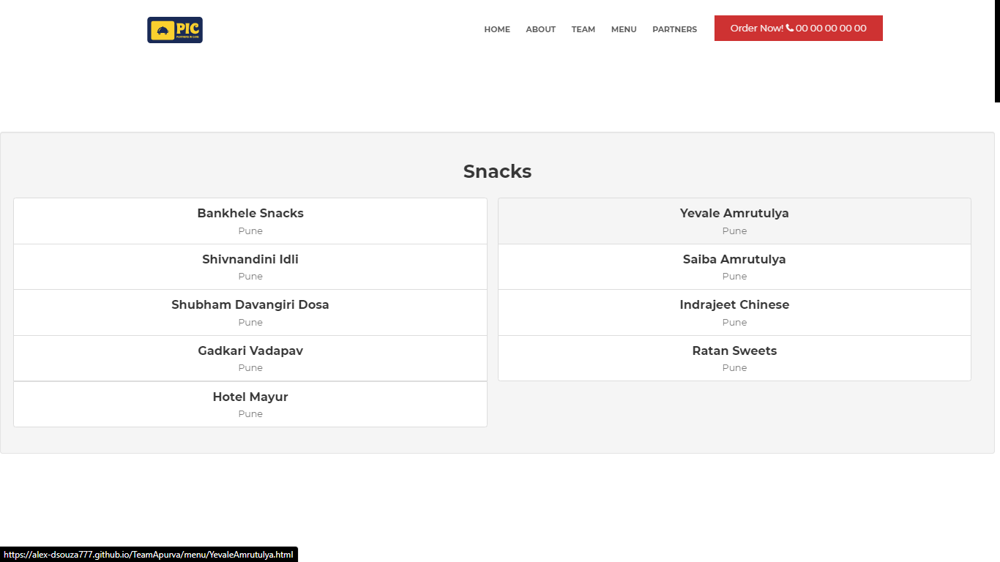 PIC
PARTNERS IN CARE
HOME ABOUT TEAM MENU PARTNERS Order Now! 00 00 00 00 00
Snacks
Bankhele Snacks
Pune
Shivnandini Idli
Pune
Shubham Davangiri Dosa
Pune
Gadkari Vadapav
Pune
Hotel Mayur
Pune
Yevale Amrutulya
Pune
Saiba Amrutulya
Pune
Indrajeet Chinese
Pune
Ratan Sweets
Pune
https://alex-dsouza777.github.io/TeamApurva/menu/YevaleAmrutulya.html